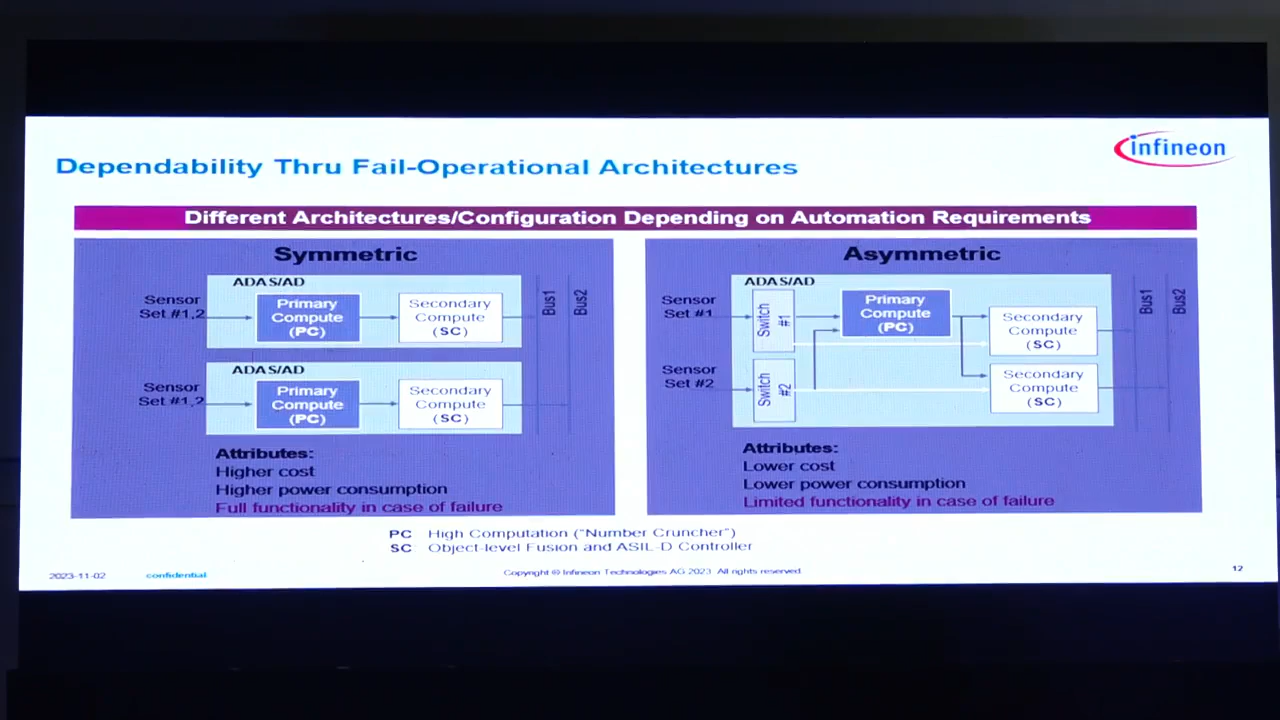 infineon
Dependability Thru Fail-Operational Architectures
Different Architectures/Configuration Depending on Automation Requirements
Symmetric
ADAS/AD
Sensor
Set #1,2
Primary
Compute
(PC)
Secondary
Compute
(SC)
Bus1
Bus2
ADAS/AD
Sensor
Set #1,2
Primary
Compute
(PC)
Secondary
Compute
(SC)
Attributes:
Higher cost
Higher power consumption
Full functionality in case of failure
Asymmetric
ADAS/AD
Sensor
Set #1
Switch
#1
Primary
Compute
(PC)
Secondary
Compute
(SC)
Bus1
Bus2
Sensor
Set #2
Switch
#2
Secondary
Compute
(SC)
Attributes:
Lower cost
Lower power consumption
Limited functionality in case of failure
PC High Computation ("Number Cruncher")
SC Object-level Fusion and ASIL-D Controller
2023-11-02 confidential Copyright © Infineon Technologies AG 2023. All rights reserved. 12